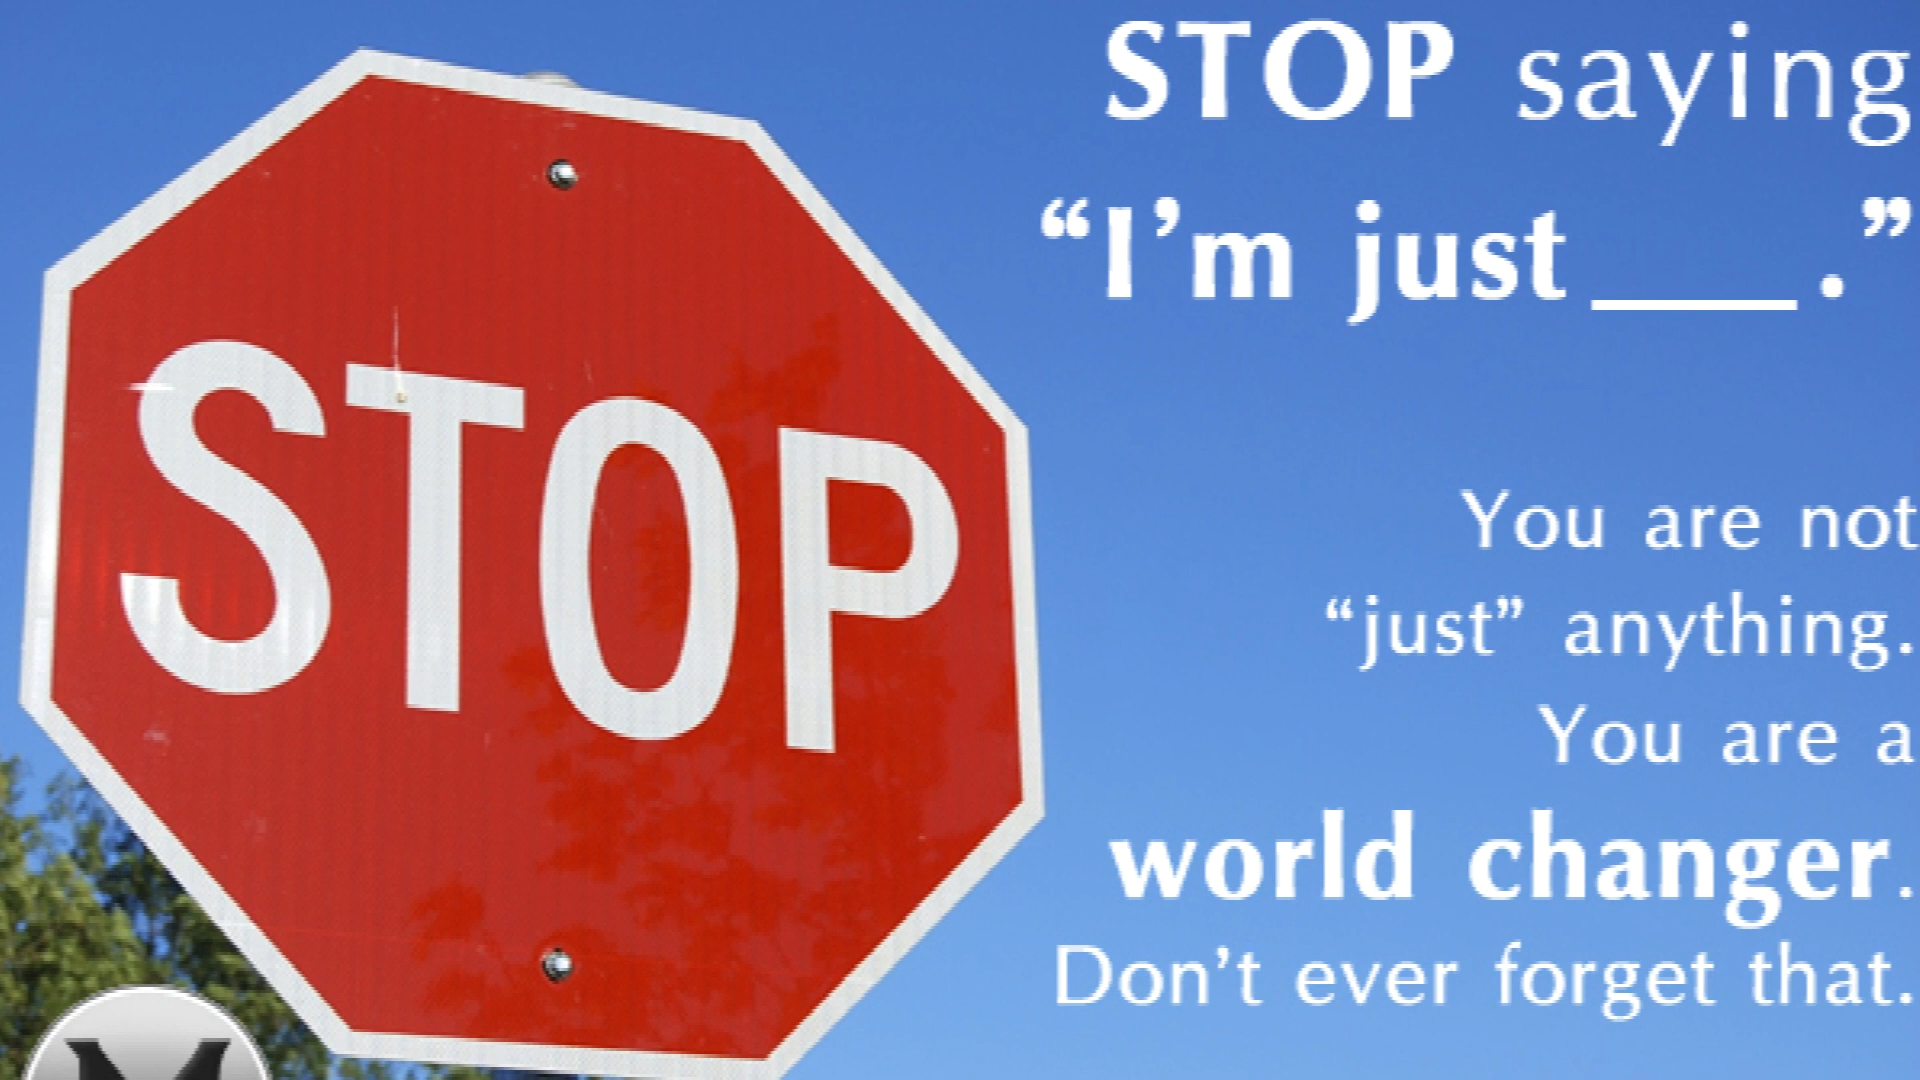 STOP
STOP saying
“I’m just ___.”
You are not
“just” anything.
You are a
world changer.
Don’t ever forget that.